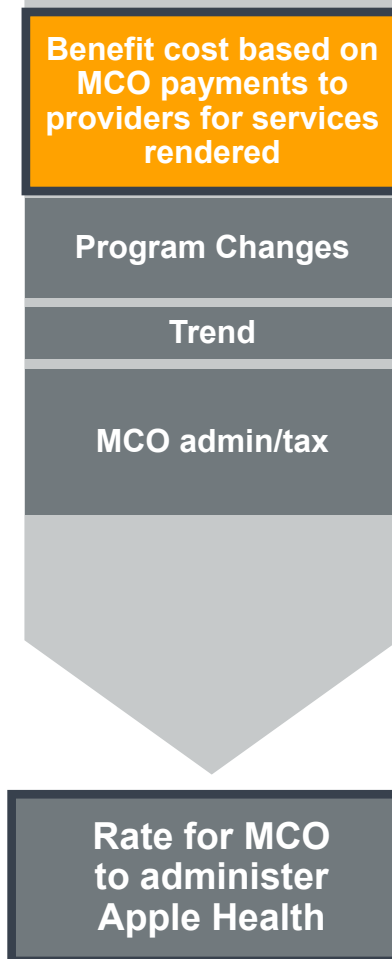 Benefit cost based on
MCO payments to
providers for services
rendered
Program Changes
Trend
MCO admin/tax
Rate for MCO
to administer
Apple Health